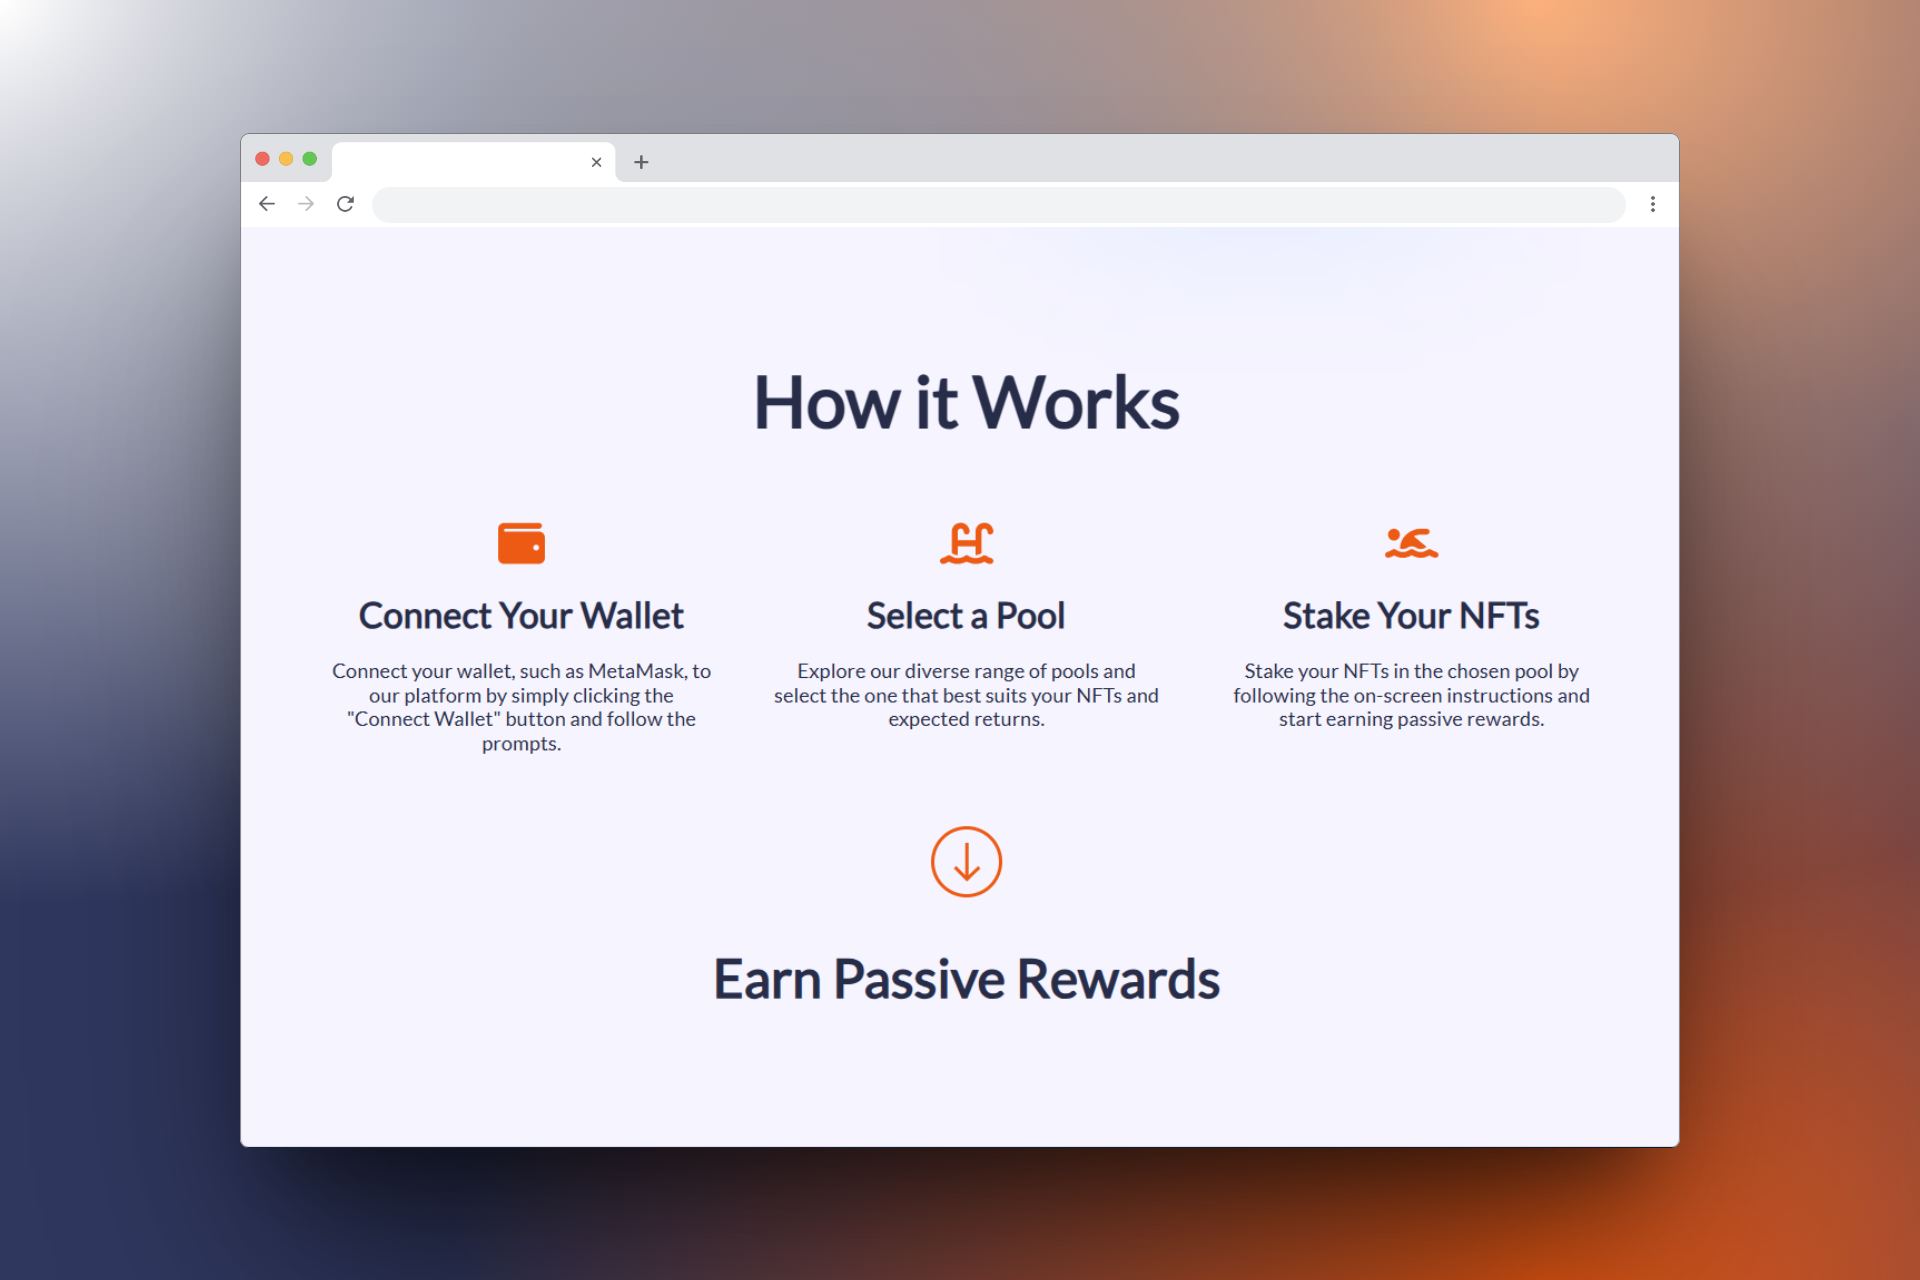 How it Works
Connect Your Wallet
Connect your wallet, such as MetaMask, to
our platform by simply clicking the
"Connect Wallet" button and follow the
prompts.
Select a Pool
Explore our diverse range of pools and
select the one that best suits your NFTs and
expected returns.
Stake Your NFTs
Stake your NFTs in the chosen pool by
following the on-screen instructions and
start earning passive rewards.
Earn Passive Rewards